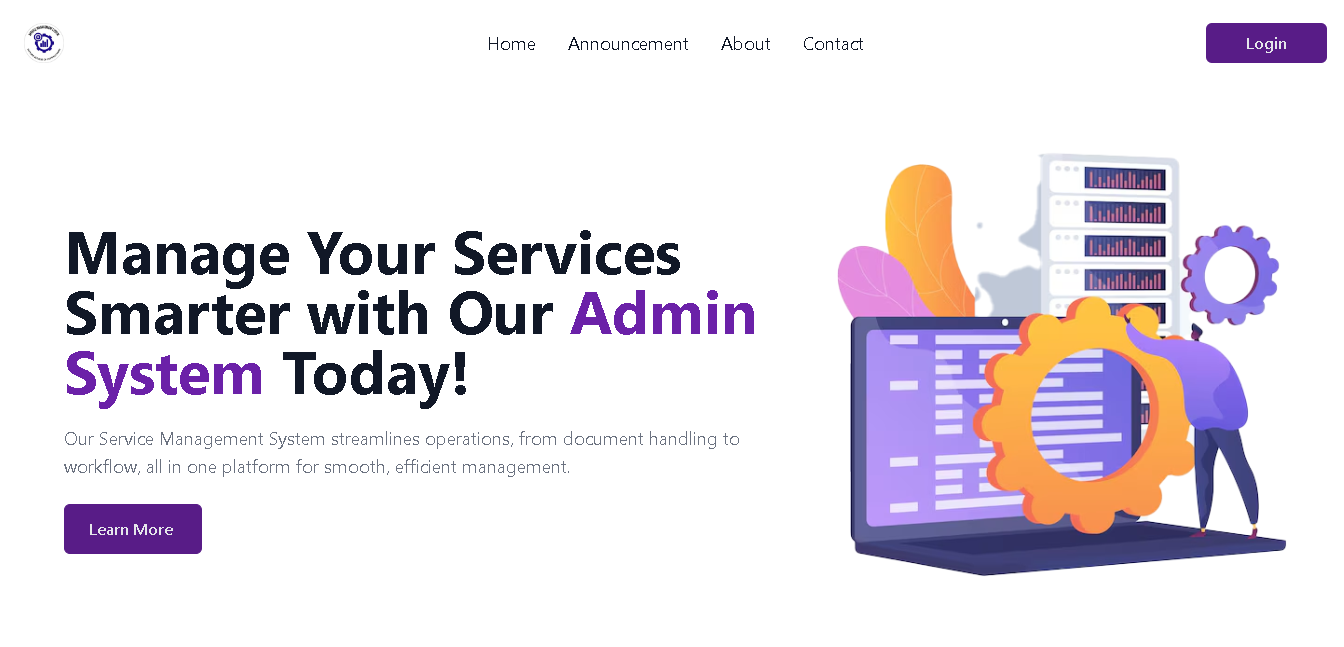 Home
Announcement
About
Contact
Login
Manage Your Services
Smarter with Our Admin
System Today!
Our Service Management System streamlines operations, from document handling to
workflow, all in one platform for smooth, efficient management.
Learn More